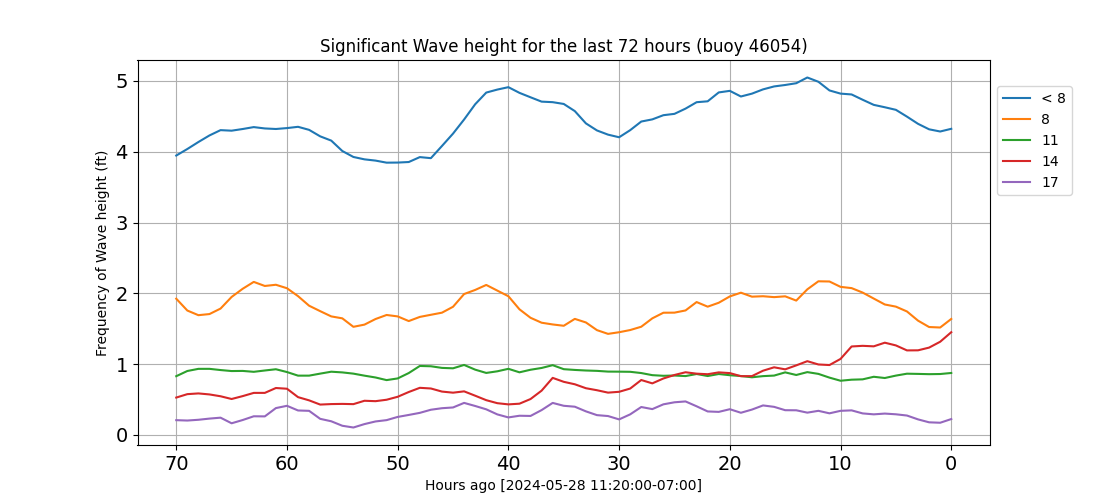 Significant Wave height for the last 72 hours (buoy 46054)
Frequency of Wave height (ft)
5
4
3
2
1
0
70 60 50 40 30 20 10 0
Hours ago [2024-05-28 11:20:00-07:00]
< 8
8
11
14
17